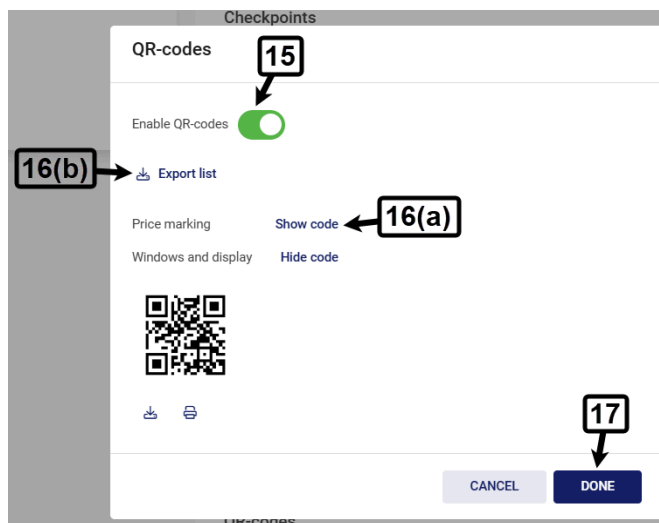 Checkpoints
QR-codes
15
Enable QR-codes
16(b)
Export list
Price marking Show code
16(a)
Windows and display Hide code
17
CANCEL DONE
QR-codes